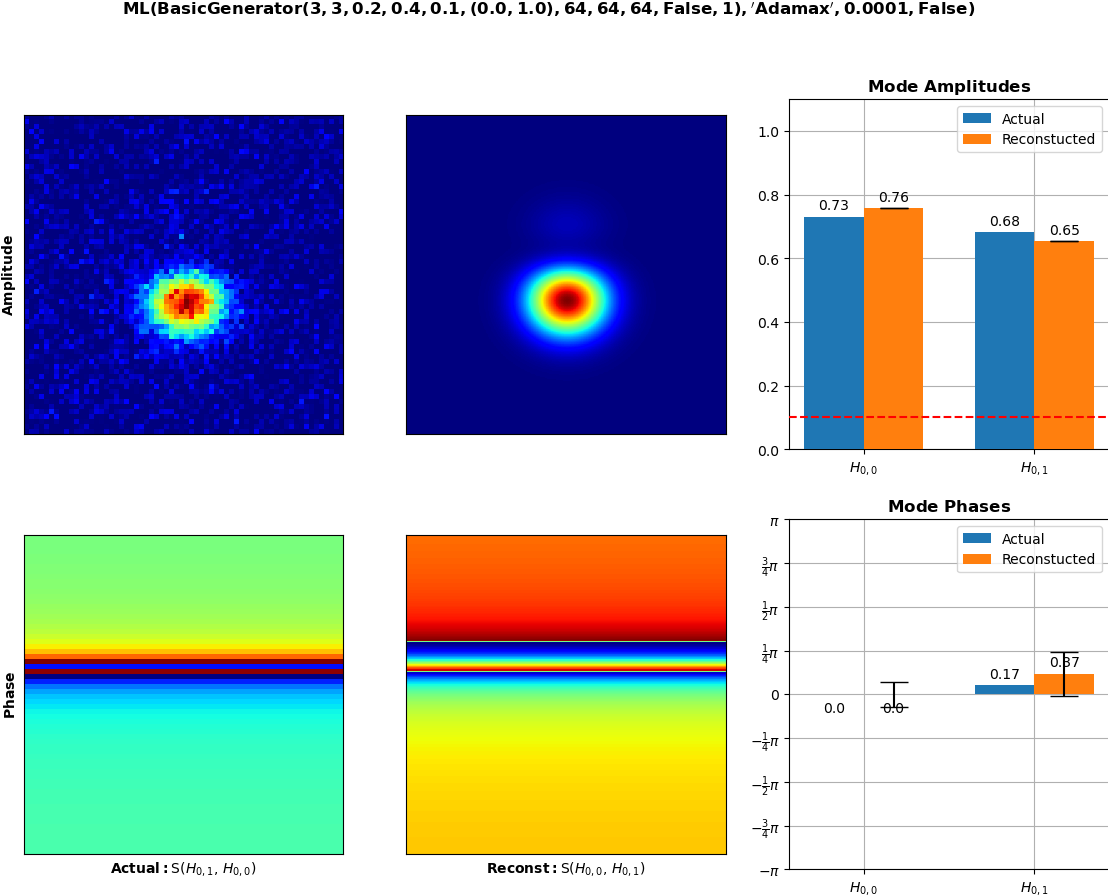 ML(BasicGenerator(3, 3, 0.2, 0.4, 0.1, (0.0, 1.0), 64, 64, 64, False, 1), 'Adamax', 0.0001, False)
Amplitude
Mode Amplitudes
Actual
Reconstucted
1.0
0.8
0.6
0.4
0.2
0.0
0.73
0.76
0.68
0.65
H0,0
H0,1
Phase
Actual: S(H0,1, H0,0)
Reconst: S(H0,0, H0,1)
Mode Phases
Actual
Reconstucted
π
3/4π
1/2π
1/4π
0
−1/4π
−1/2π
−3/4π
−π
0.0
0.0
0.17
0.37
H0,0
H0,1